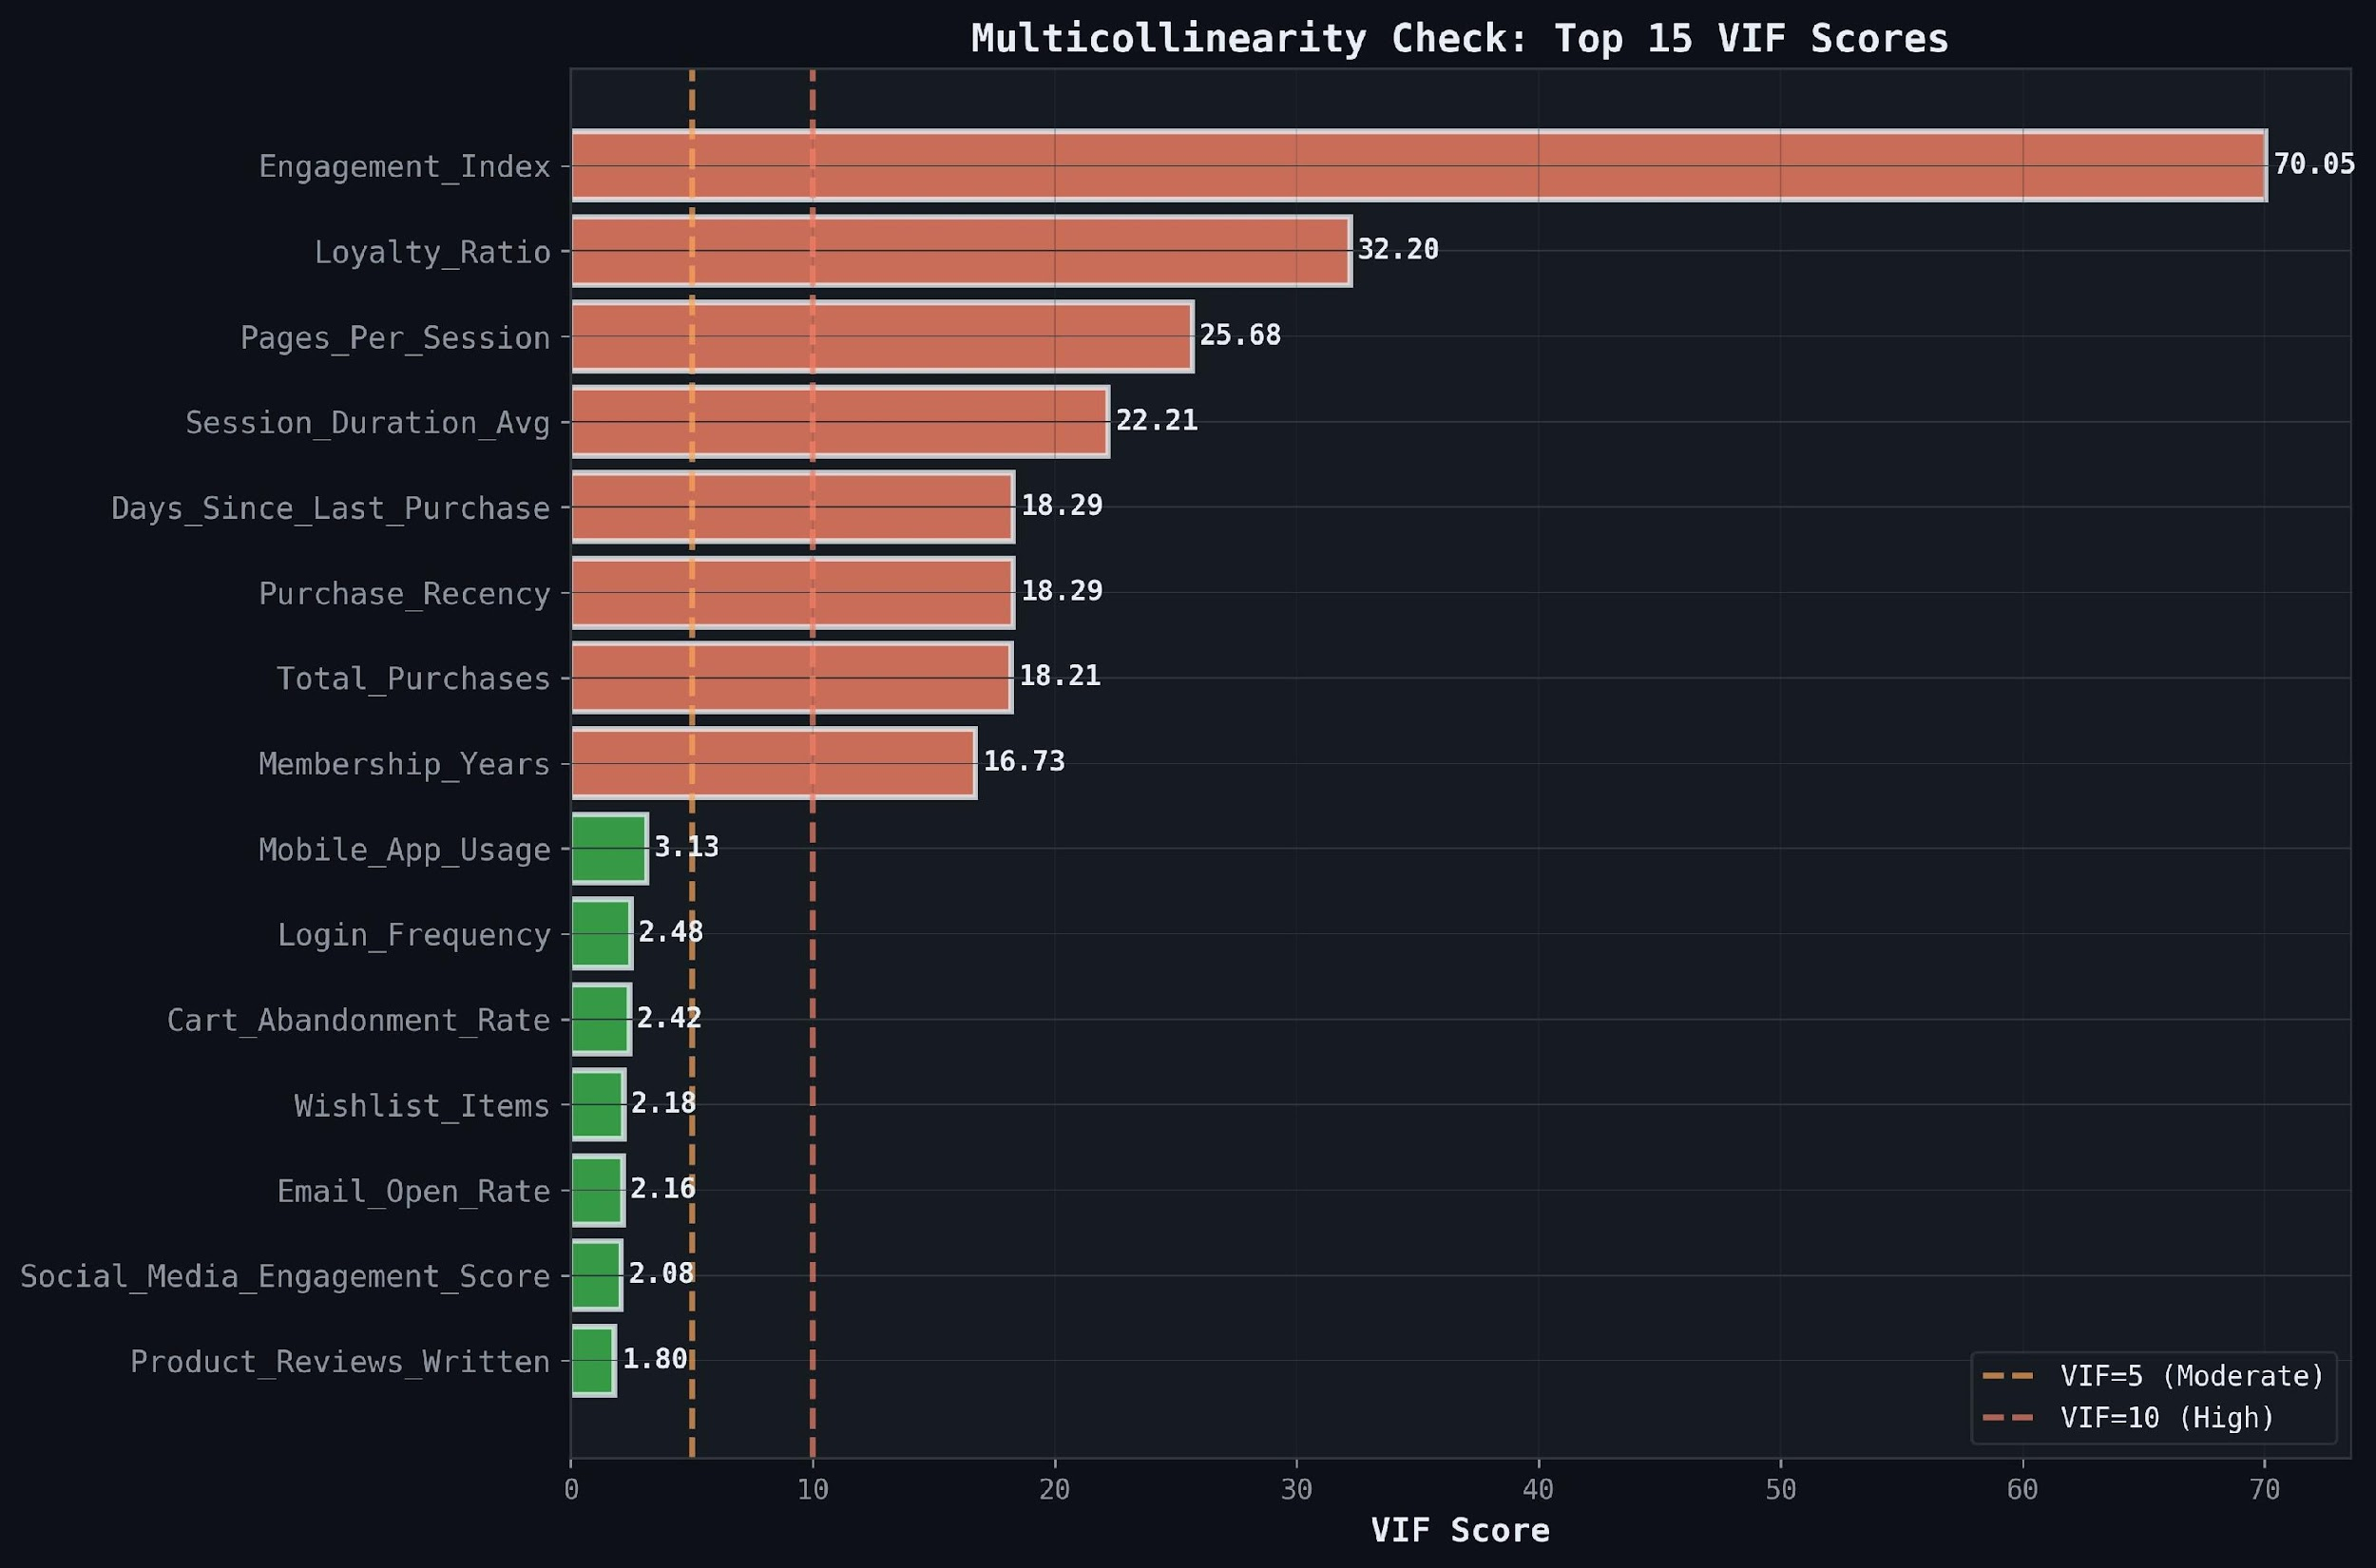 Multicollinearity Check: Top 15 VIF Scores
Engagement_Index 70.05
Loyalty_Ratio 32.20
Pages_Per_Session 25.68
Session_Duration_Avg 22.21
Days_Since_Last_Purchase 18.29
Purchase_Recency 18.29
Total_Purchases 18.21
Membership_Years 16.73
Mobile_App_Usage 3.13
Login_Frequency 2.48
Cart_Abandonment_Rate 2.42
Wishlist_Items 2.18
Email_Open_Rate 2.16
Social_Media_Engagement_Score 2.08
Product_Reviews_Written 1.80
VIF=5 (Moderate)
VIF=10 (High)
0 10 20 30 40 50 60 70
VIF Score